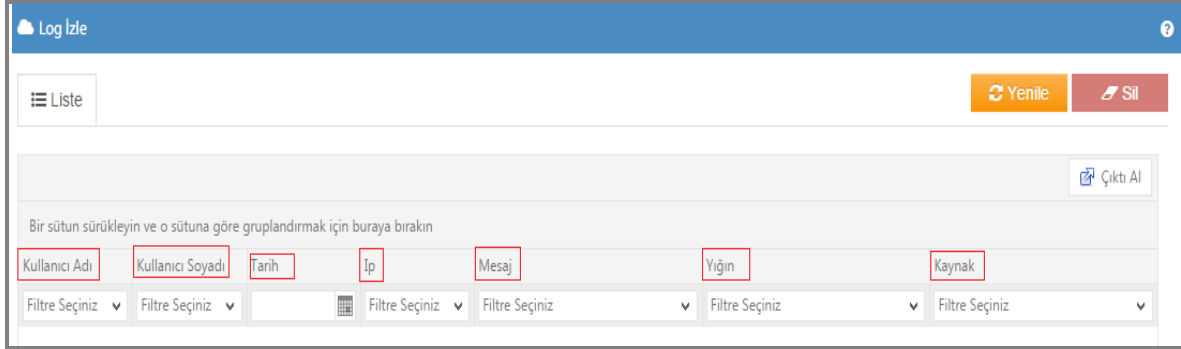 Log İzle
?
Liste
Yenile Sil
Çıktı Al
Bir sütun sürükleyin ve o sütuna göre gruplandırmak için buraya bırakın
Kullanıcı Adı Kullanıcı Soyadı Tarih Ip Mesaj Yığın Kaynak
Filtre Seçiniz Filtre Seçiniz Filtre Seçiniz Filtre Seçiniz Filtre Seçiniz Filtre Seçiniz